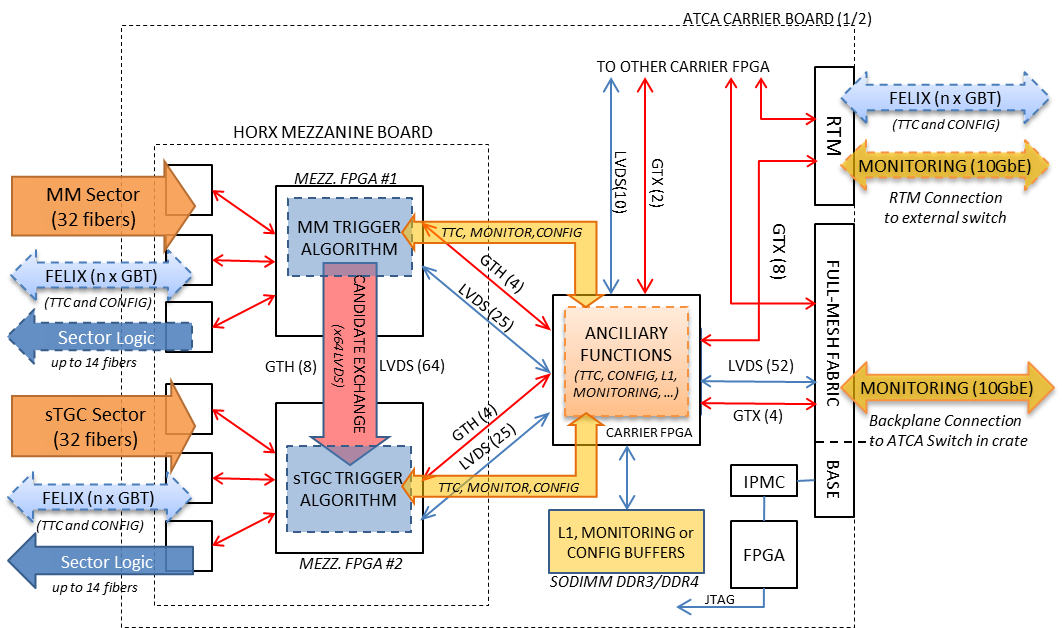 ATCA CARRIER BOARD (1/2)
TO OTHER CARRIER FPGA
HORX MEZZANINE BOARD
MEZZ. FPGA #1
MM Sector
(32 fibers)
FELIX (n x GBT)
(TTC and CONFIG)
Sector Logic
up to 14 fibers
MM TRIGGER
ALGORITHM
CANDIDATE EXCHANGE
(x64 LVDS)
GTH (8)
LVDS (64)
TTC, MONITOR,CONFIG
GTH (4)
LVDS (25)
LVDS(10)
GTX (2)
GTX (8)
RTM
FELIX (n x GBT)
(TTC and CONFIG)
MONITORING (10GbE)
RTM Connection
to external switch
ANCILIARY
FUNCTIONS
(TTC, CONFIG, L1,
MONITORING, ...)
CARRIER FPGA
LVDS (52)
GTX (4)
FULL-MESH FABRIC
BASE
MONITORING (10GbE)
Backplane Connection
to ATCA Switch in crate
sTGC Sector
(32 fibers)
FELIX (n x GBT)
(TTC and CONFIG)
Sector Logic
up to 14 fibers
sTGC TRIGGER
ALGORITHM
MEZZ. FPGA #2
GTH (4)
LVDS (25)
TTC, MONITOR,CONFIG
L1, MONITORING or
CONFIG BUFFERS
SODIMM DDR3/DDR4
IPMC
FPGA
JTAG